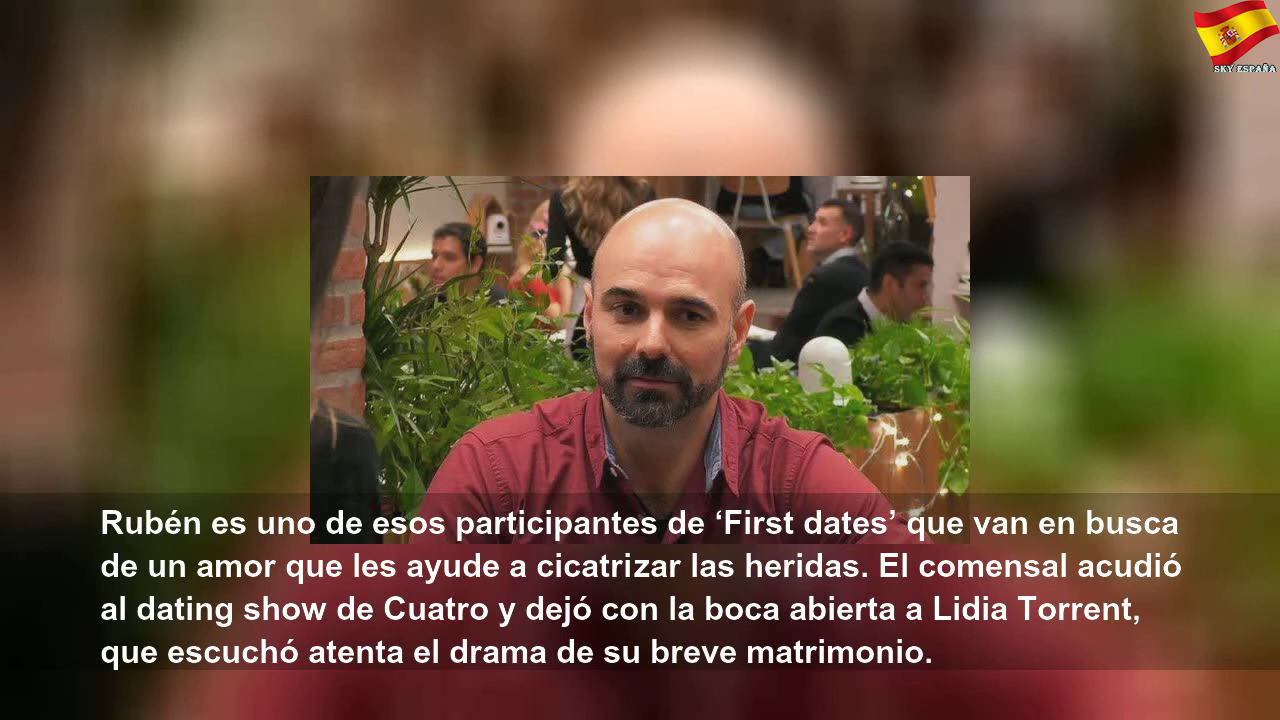 SKY ESPAÑA
Rubén es uno de esos participantes de ‘First dates’ que van en busca
de un amor que les ayude a cicatrizar las heridas. El comensal acudió
al dating show de Cuatro y dejó con la boca abierta a Lidia Torrent,
que escuchó atenta el drama de su breve matrimonio.